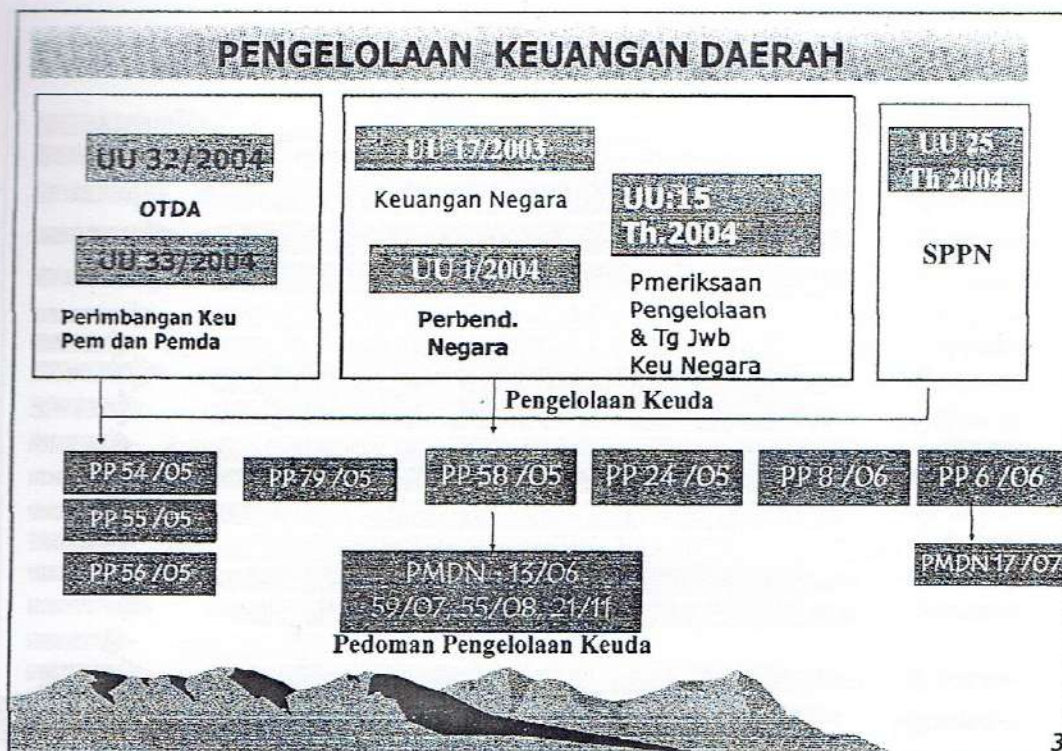 PENGELOLAAN KEUANGAN DAERAH
UU 32/2004
OTDA
UU 33/2004
Perimbangan Keu
Pem dan Pemda
UU 17/2003
Keuangan Negara
UU 1/2004
Perbend.
Negara
UU:15
Th.2004
Pmeriksaan
Pengelolaan
& Tg Jwb
Keu Negara
UU 25
Th 2004
SPPN
Pengelolaan Keuda
PP 54 /05
PP 55/05
PP 56/05
PP 79 /05
PP 58 /05
PP 24 /05
PP 8 /06
PP 6 /06
PMDN - 13/06
59/07, 55/08, 21/11
Pedoman Pengelolaan Keuda
PMDN 17 /07
3